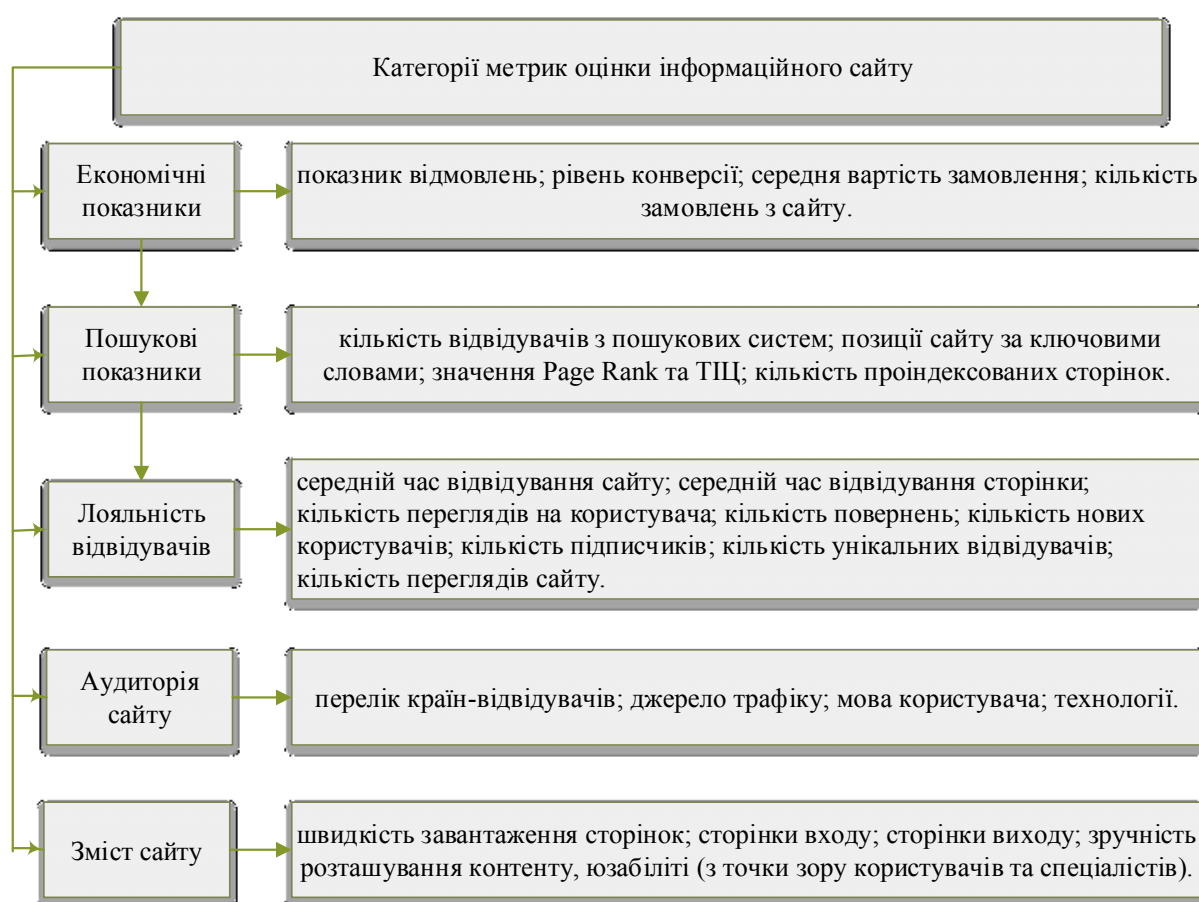 Категорії метрик оцінки інформаційного сайту
Економічні
показники
показник відмовлень; рівень конверсії; середня вартість замовлення; кількість
замовлень з сайту.
Пошукові
показники
кількість відвідувачів з пошукових систем; позиції сайту за ключовими
словами; значення Page Rank та ТІЦ; кількість проіндексованих сторінок.
Лояльність
відвідувачів
середній час відвідування сайту; середній час відвідування сторінки;
кількість переглядів на користувача; кількість повернень; кількість нових
користувачів; кількість підписчиків; кількість унікальних відвідувачів;
кількість переглядів сайту.
Аудиторія
сайту
перелік країн-відвідувачів; джерело трафіку; мова користувача; технології.
Зміст сайту
швидкість завантаження сторінок; сторінки входу; сторінки виходу; зручність
розташування контенту, юзабіліті (з точки зору користувачів та спеціалістів).